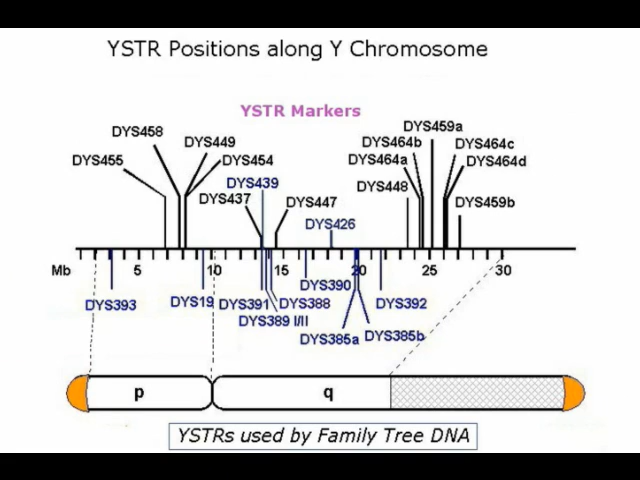 YSTR Positions along Y Chromosome
YSTR Markers
DYS459a
DYS458
DYS449
DYS464b
DYS464c
DYS455
DYS454
DYS464a
DYS464d
DYS439
DYS448
DYS437
DYS447
DYS459b
DYS426
Mb 5 10 15 20 25 30
DYS390
DYS393
DYS19
DYS391
DYS388
DYS392
DYS389 I/II
DYS385a
DYS385b
p q
YSTRs used by Family Tree DNA